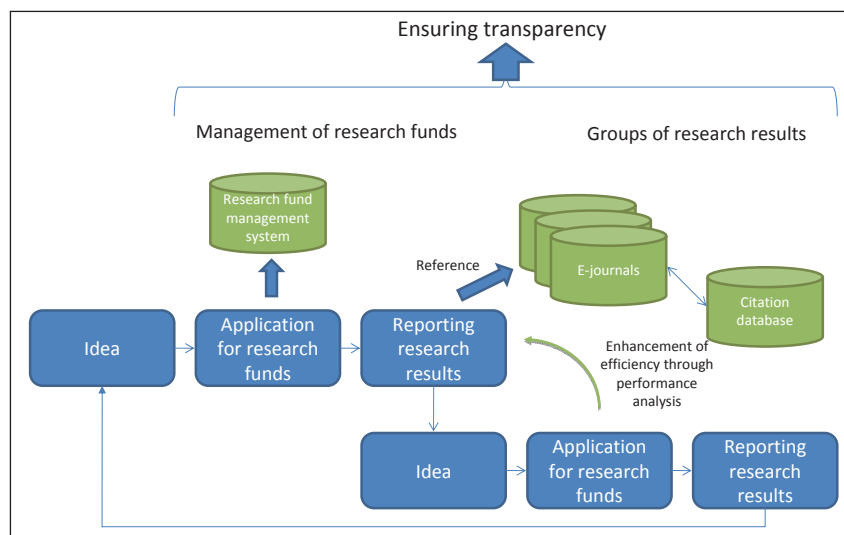 Ensuring transparency
Management of research funds
Groups of research results
Research fund
management
system
Reference
E-journals
Citation
database
Idea
Application
for research
funds
Reporting
research
results
Enhancement of
efficiency through
performance
analysis
Idea
Application
for research
funds
Reporting
research
results